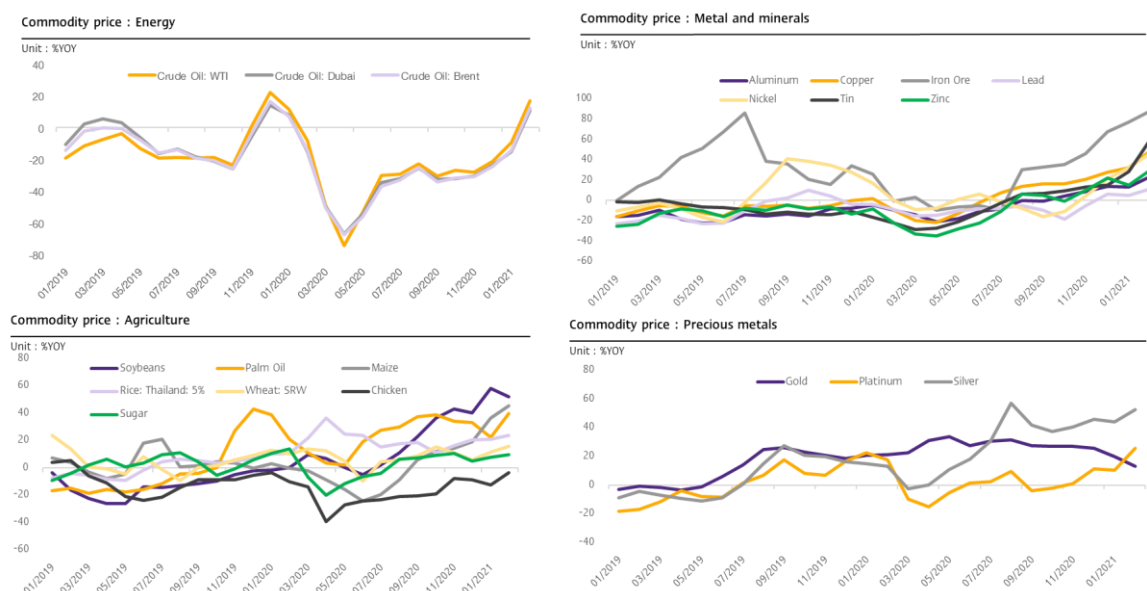 Commodity price : Energy
Unit : %YOY
Crude Oil: WTI Crude Oil: Dubai Crude Oil: Brent
40
20
0
-20
-40
-60
-80
01/2019 03/2019 05/2019 07/2019 09/2019 11/2019 01/2020 03/2020 05/2020 07/2020 09/2020 11/2020 01/2021
Commodity price : Metal and minerals
Unit : %YOY
Aluminum Copper Iron Ore Lead
Nickel Tin Zinc
100
80
60
40
20
0
-20
-40
-60
01/2019 03/2019 05/2019 07/2019 09/2019 11/2019 01/2020 03/2020 05/2020 07/2020 09/2020 11/2020 01/2021
Commodity price : Agriculture
Unit : %YOY
Soybeans Palm Oil Maize
Rice: Thailand: 5% Wheat: SRW Chicken
Sugar
80
60
40
20
0
-20
-40
-60
01/2019 03/2019 05/2019 07/2019 09/2019 11/2019 01/2020 03/2020 05/2020 07/2020 09/2020 11/2020 01/2021
Commodity price : Precious metals
Unit : %YOY
Gold Platinum Silver
80
60
40
20
0
-20
-40
01/2019 03/2019 05/2019 07/2019 09/2019 11/2019 01/2020 03/2020 05/2020 07/2020 09/2020 11/2020 01/2021